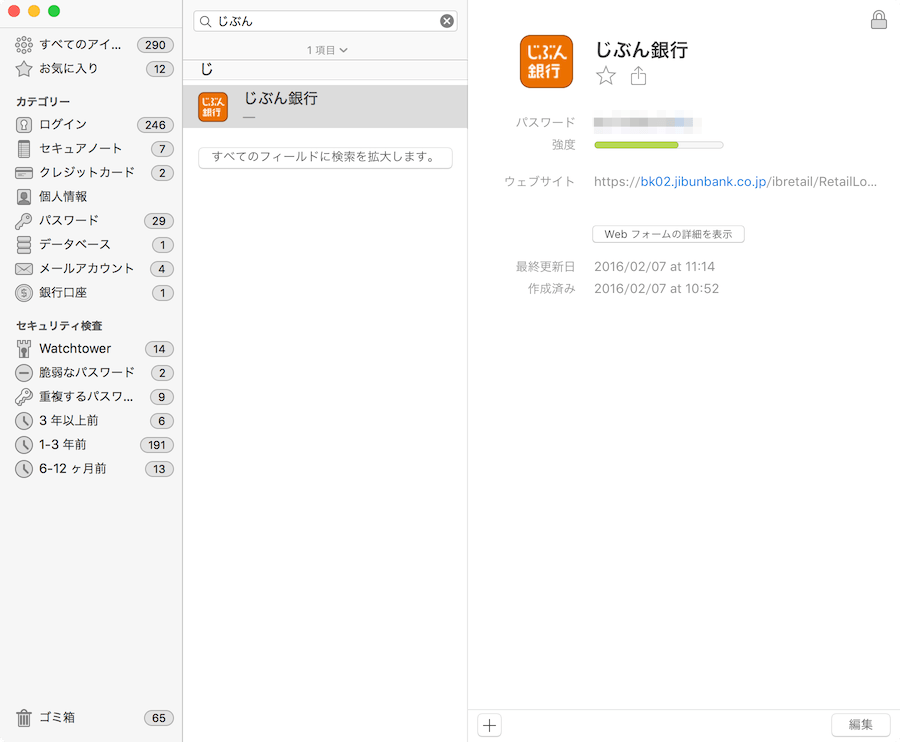 すべてのアイ... 290
お気に入り 12
カテゴリー
ログイン 246
セキュアノート 7
クレジットカード 2
個人情報
パスワード 29
データベース 1
メールアカウント 4
銀行口座 1
セキュリティ検査
Watchtower 14
脆弱なパスワード 2
重複するパスワ... 9
3 年以上前 6
1-3 年前 191
6-12 ヶ月前 13
ゴミ箱 65
じぶん
1 項目
じ
じぶん銀行
じぶん銀行
—
すべてのフィールドに検索を拡大します。
じぶん銀行
じぶん銀行
パスワード
強度
ウェブサイト https://bk02.jibunbank.co.jp/ibretail/RetailLo...
Web フォームの詳細を表示
最終更新日 2016/02/07 at 11:14
作成済み 2016/02/07 at 10:52
編集